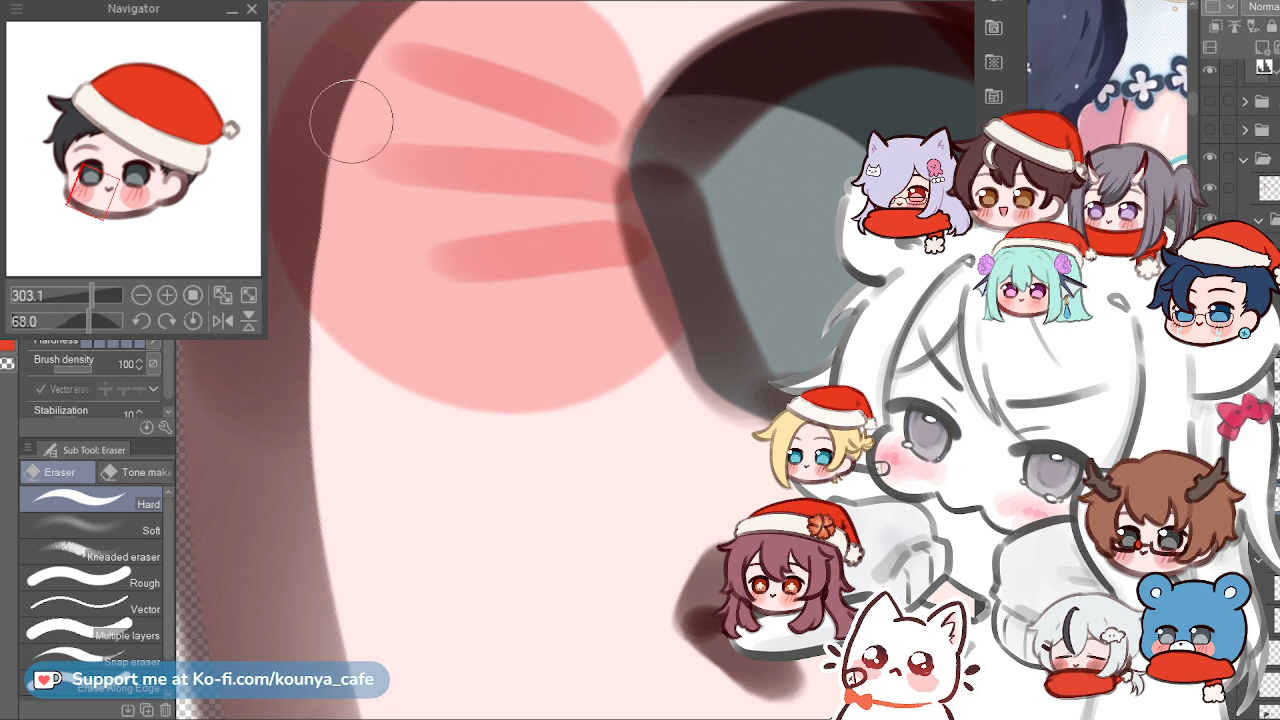 Navigator
Norma
303.1
68.0
Hardness
Brush density 100
Vector eras
Stabilization 10
Sub Tool: Eraser
Eraser
Tone mak
Hard
Soft
Kneaded eraser
Rough
Vector
Multiple layers
Snap eraser
Erase Along Edge
Support me at Ko-fi.com/kounya_cafe